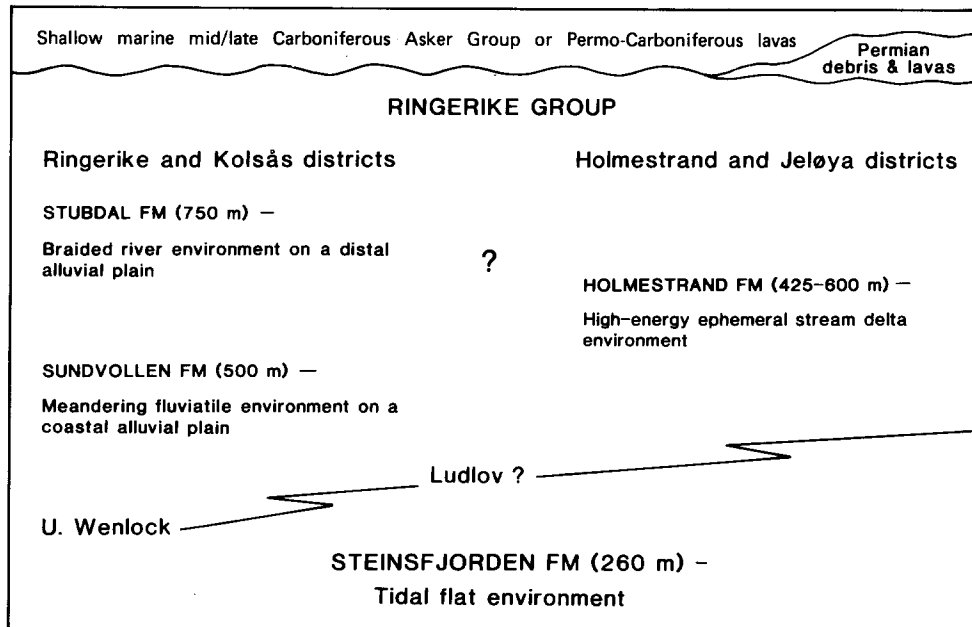 Shallow marine mid/late Carboniferous Asker Group or Permo-Carboniferous lavas
Permian
debris & lavas
RINGERIKE GROUP
Ringerike and Kolsås districts
Holmestrand and Jeløya districts
STUBDAL FM (750 m) —
Braided river environment on a distal
alluvial plain
?
HOLMESTRAND FM (425-600 m) —
High-energy ephemeral stream delta
environment
SUNDVOLLEN FM (500 m) —
Meandering fluviatile environment on a
coastal alluvial plain
Ludlov ?
U. Wenlock
STEINSFJORDEN FM (260 m) –
Tidal flat environment